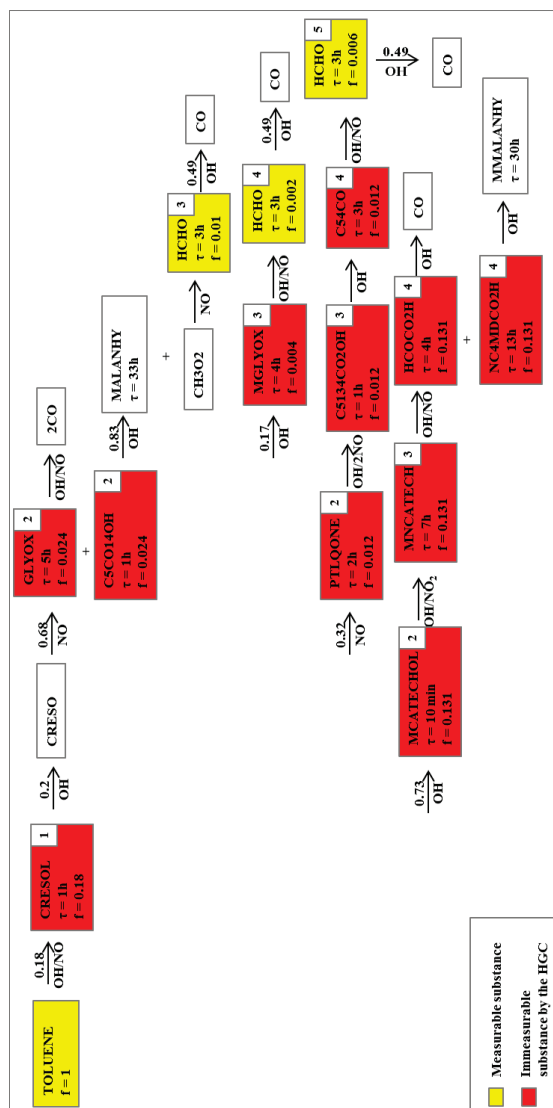 TOLUENE
f = 1
0.18
OH/NO
CRESOL
1
τ = 1h
f = 0.18
0.2
OH
CRESO
0.68
NO
GLYOX
2
τ = 5h
f = 0.024
OH/NO
2CO
+
C5CO14OH
2
τ = 1h
f = 0.024
0.83
OH
MALANHY
τ = 33h
+
CH3O2
NO
HCHO
3
τ = 3h
f = 0.01
0.49
OH
CO
0.17
OH
MGLYOX
3
τ = 4h
f = 0.004
OH/NO
HCHO
4
τ = 3h
f = 0.002
0.49
OH
CO
0.32
NO
PTLQONE
2
τ = 2h
f = 0.012
OH/2NO
C5134CO2OH
3
τ = 1h
f = 0.012
OH
C54CO
4
τ = 3h
f = 0.012
OH/NO
HCHO
5
τ = 3h
f = 0.006
0.49
OH
CO
0.73
OH
MCATECHOL
2
τ = 10 min
f = 0.131
OH/NO₂
MNCATECH
3
τ = 7h
f = 0.131
OH/NO
HCOCO2H
4
τ = 4h
f = 0.131
OH
CO
+
NC4MDCO2H
4
τ = 13h
f = 0.131
OH
MMALANHY
τ = 30h
Measurable substance
Immeasurable
substance by the HGC